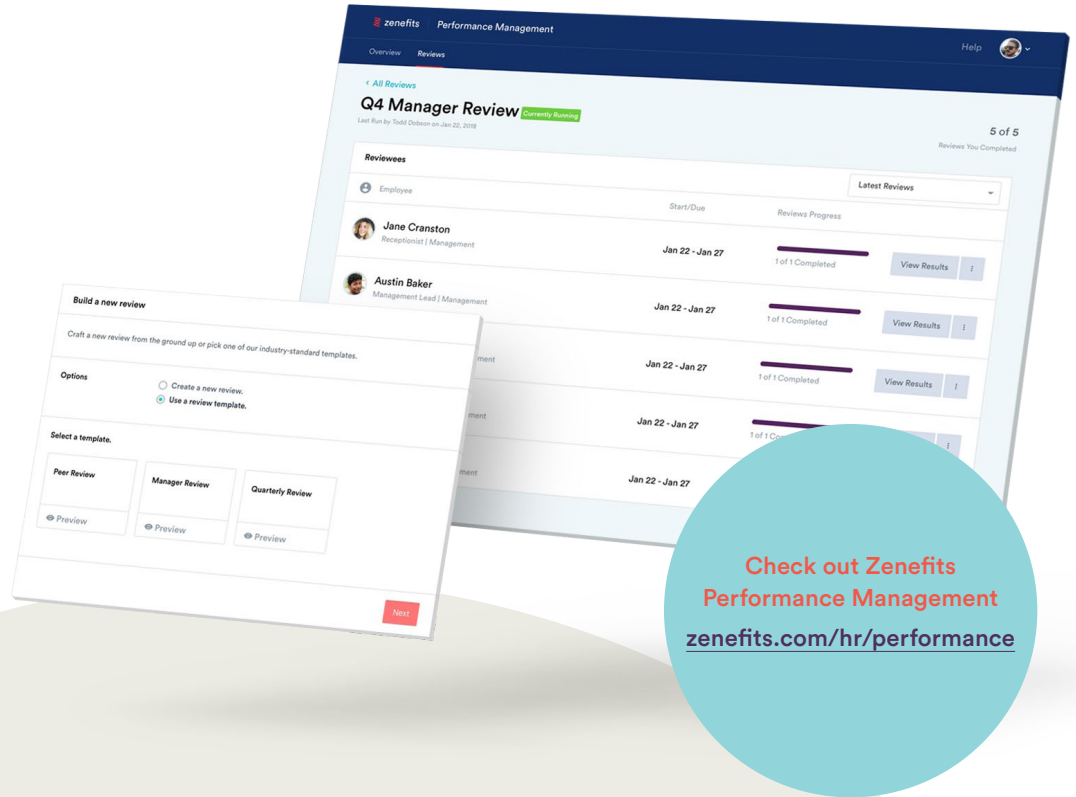 zenefits Performance Management
Help
Overview Reviews
‹ All Reviews
Q4 Manager Review Currently Running
Last Run by Todd Dobson on Jan 22, 2019
5 of 5
Reviews You Completed
Reviewees
Latest Reviews
Employee Start/Due Reviews Progress
Jane Cranston
Receptionist | Management
Jan 22 - Jan 27
1 of 1 Completed
View Results
Austin Baker
Management Lead | Management
Jan 22 - Jan 27
1 of 1 Completed
View Results
Jan 22 - Jan 27
1 of 1 Completed
View Results
Jan 22 - Jan 27
1 of 1
Jan 22 - Jan 27
Build a new review
Craft a new review from the ground up or pick one of our industry-standard templates.
Options
Create a new review.
Use a review template.
Select a template.
Peer Review
Preview
Manager Review
Preview
Quarterly Review
Preview
Next
Check out Zenefits
Performance Management
zenefits.com/hr/performance